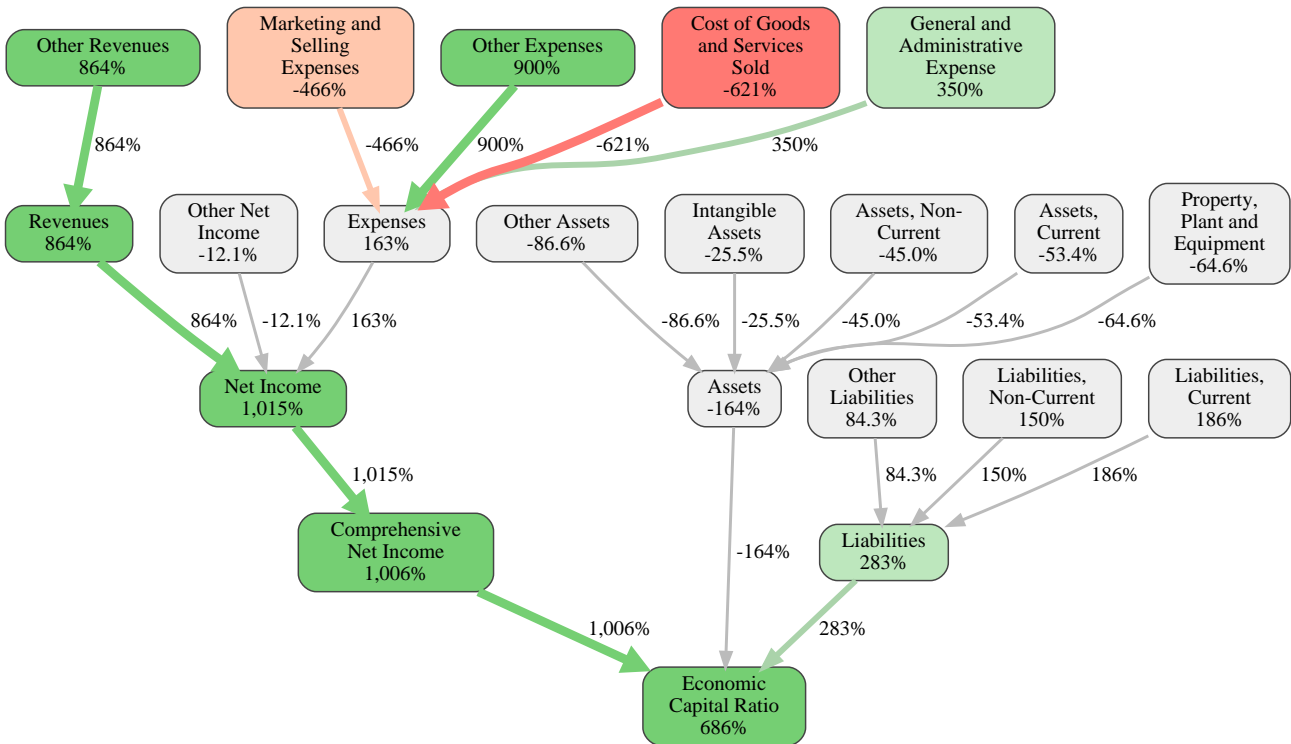 Other Revenues
864%
Marketing and
Selling
Expenses
-466%
Other Expenses
900%
Cost of Goods
and Services
Sold
-621%
General and
Administrative
Expense
350%
864%
-466%
900%
-621%
350%
Revenues
864%
Other Net
Income
-12.1%
Expenses
163%
Other Assets
-86.6%
Intangible
Assets
-25.5%
Assets, Non-
Current
-45.0%
Assets,
Current
-53.4%
Property,
Plant and
Equipment
-64.6%
864%
-12.1%
163%
-86.6%
-25.5%
-45.0%
-53.4%
-64.6%
Net Income
1,015%
Assets
-164%
Other
Liabilities
84.3%
Liabilities,
Non-Current
150%
Liabilities,
Current
186%
1,015%
84.3%
150%
186%
Comprehensive
Net Income
1,006%
-164%
Liabilities
283%
1,006%
283%
Economic
Capital Ratio
686%